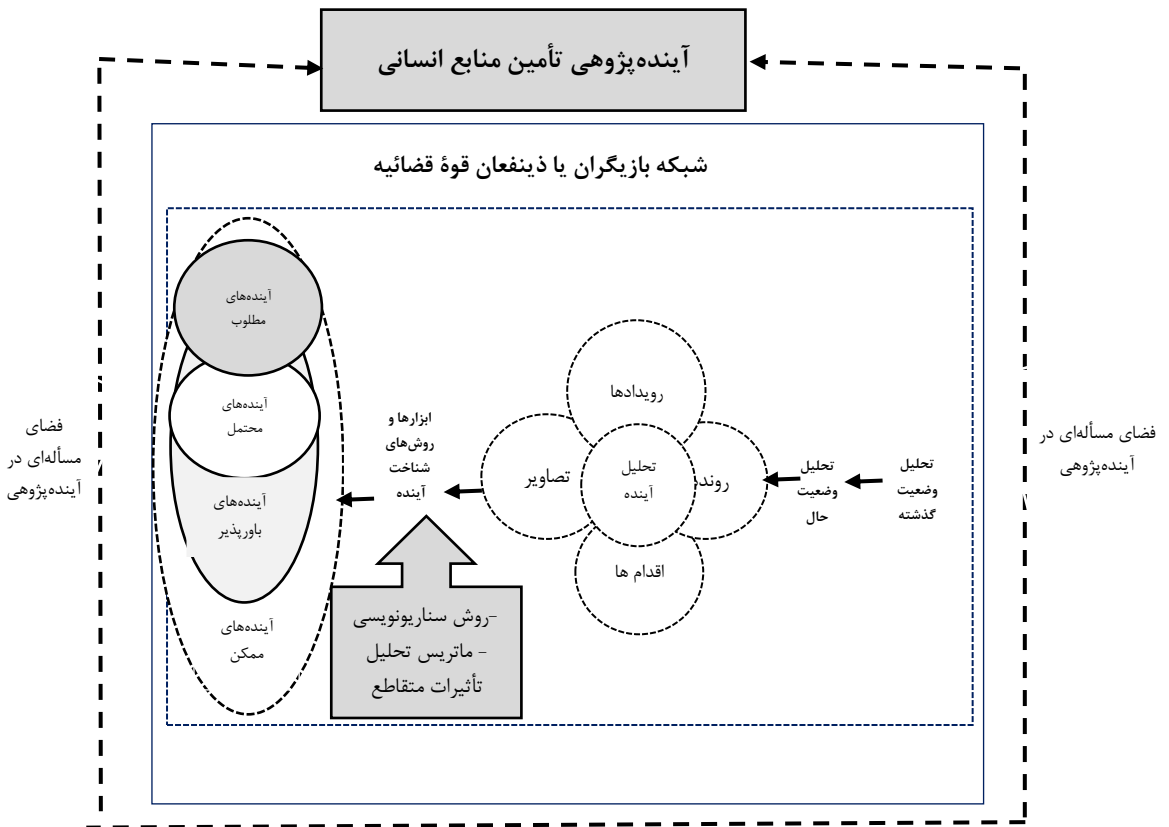 آینده‌پژوهی تأمین منابع انسانی
شبکه بازیگران یا ذینفعان قوهٔ قضائیه
فضای مسأله‌ای در
آینده‌پژوهی
تحلیل
وضعیت
گذشته
تحلیل
وضعیت
حال
رویدادها
روند
تحلیل
آینده
تصاویر
اقدام ها
ابزارها و
روش‌های
شناخت
آینده
-روش سناریونویسی
- ماتریس تحلیل
تأثیرات متقاطع
آینده‌های
مطلوب
آینده‌های
محتمل
آینده‌های
باورپذیر
آینده‌های
ممکن
فضای
مسأله‌ای در
آینده‌پژوهی